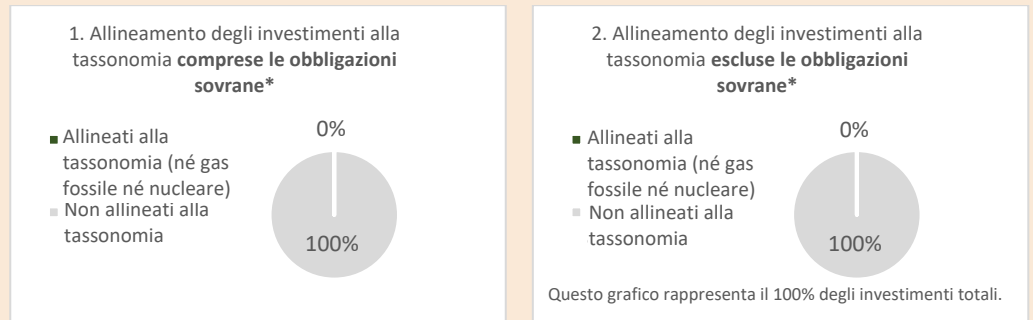 1. Allineamento degli investimenti alla
tassonomia comprese le obbligazioni
sovrane*
Allineati alla
tassonomia (né gas
fossile né nucleare)
Non allineati alla
tassonomia
0%
100%
2. Allineamento degli investimenti alla
tassonomia escluse le obbligazioni
sovrane*
Allineati alla
tassonomia (né gas
fossile né nucleare)
Non allineati alla
tassonomia
0%
100%
Questo grafico rappresenta il 100% degli investimenti totali.